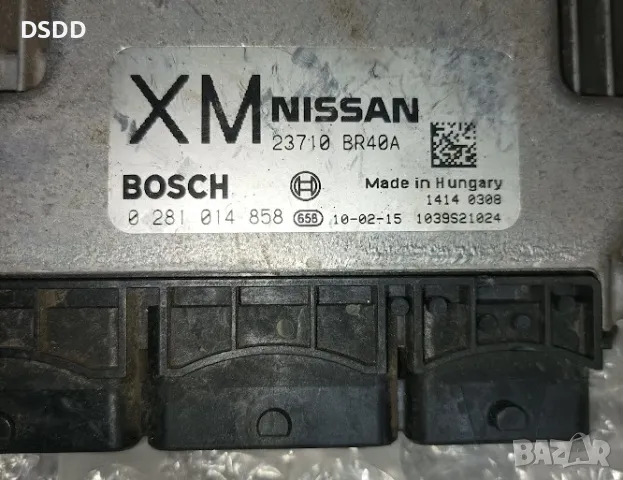 DSDD
XM NISSAN
23710 BR40A
BOSCH Made in Hungary
1414 0308
0 281 014 858 658 10-02-15 1039S21024
BAZAR